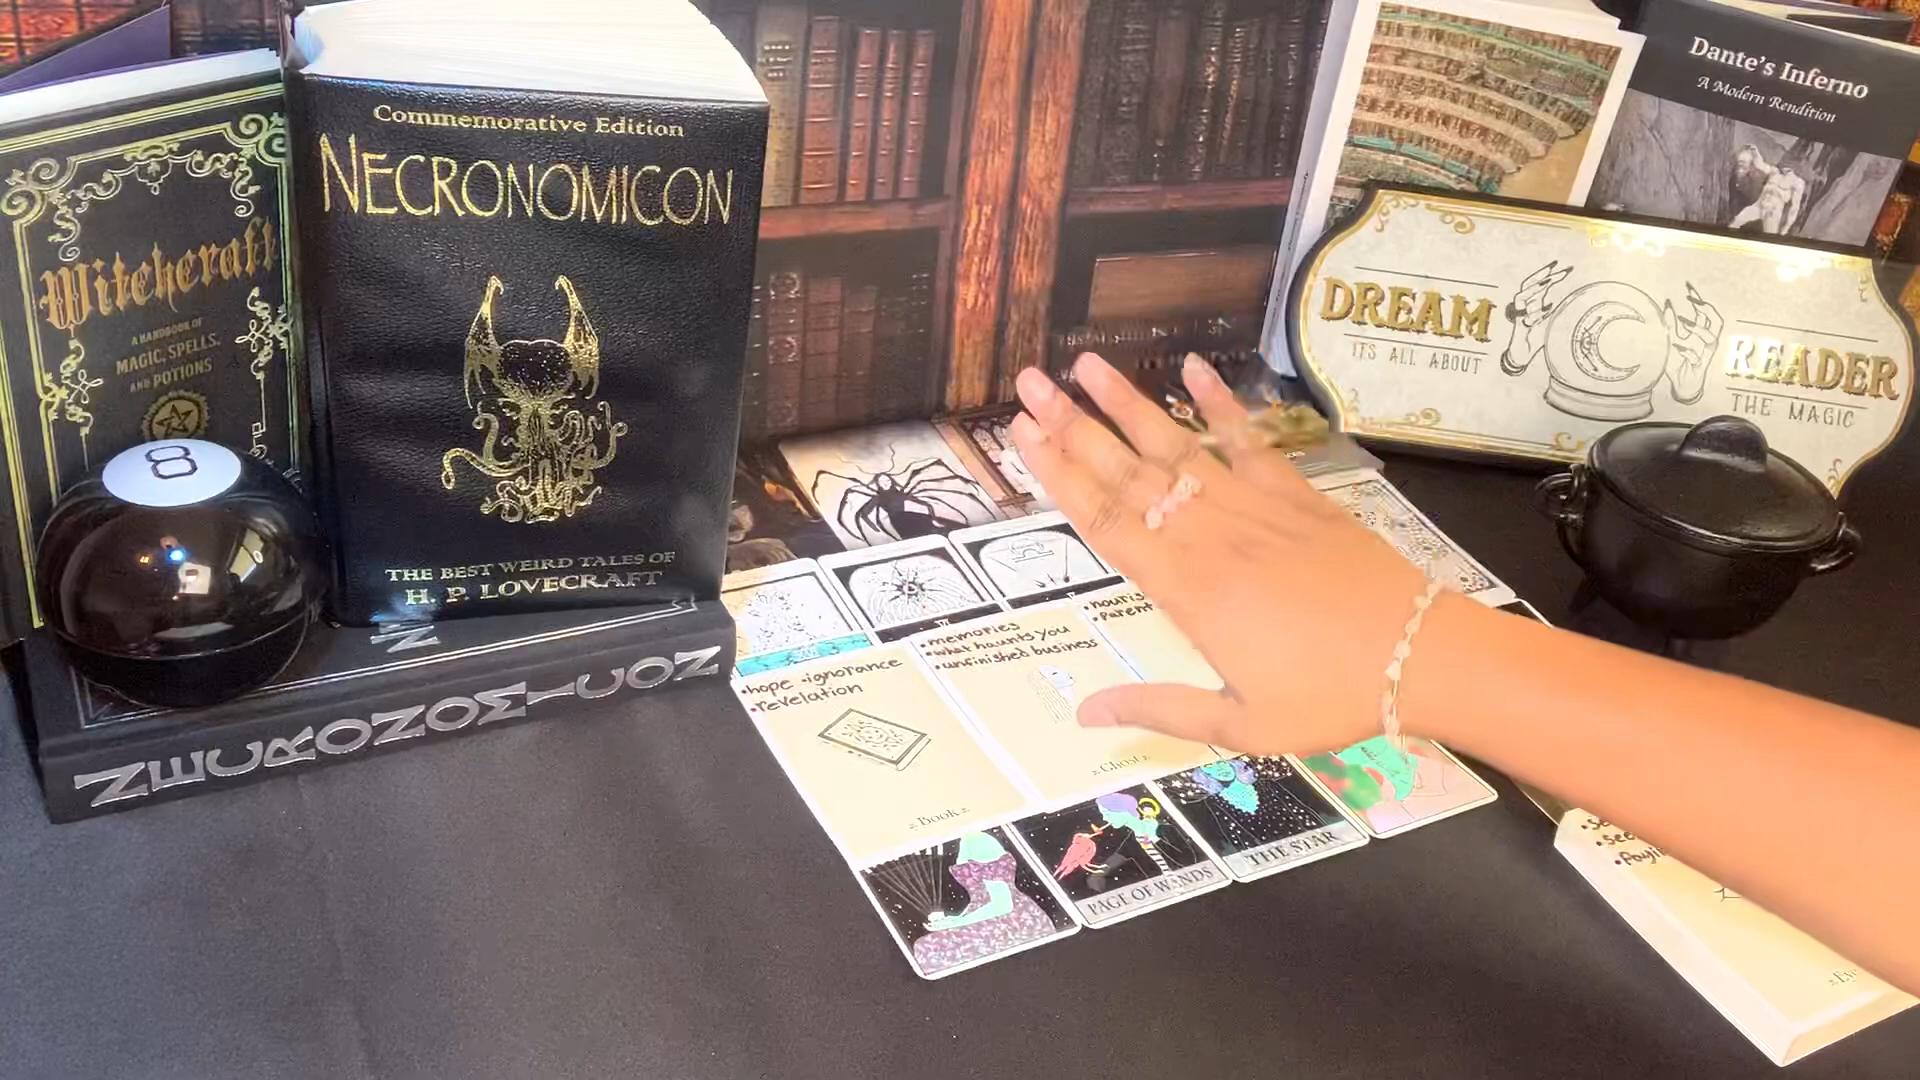 Witchcraft
A HANDBOOK OF
MAGIC, SPELLS,
AND POTIONS
8
Commemorative Edition
NECRONOMICON
THE BEST WEIRD TALES OF
H. P. LOVECRAFT
NECRONOMICON
Dante's Inferno
A Modern Rendition
DREAM
ITS ALL ABOUT
READER
THE MAGIC
•hope •ignorance
•revelation
Book
•memories
•what haunts you
•unfinished business
Ghost
•Parent
PAGE OF WANDS
THE STAR